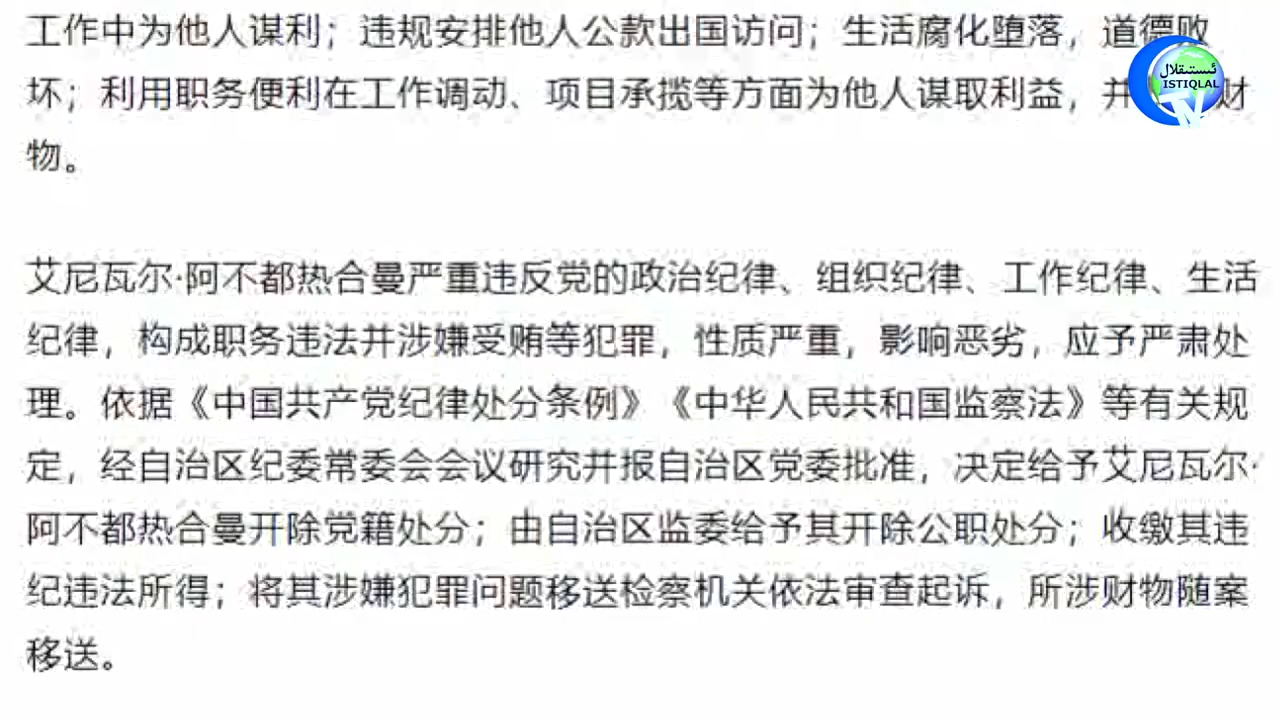 工作中为他人谋利；违规安排他人公款出国访问；生活腐化堕落，道德败
坏；利用职务便利在工作调动、项目承揽等方面为他人谋取利益，并财
物。
ئىستىقلال
ISTIQLAL
TV
艾尼瓦尔·阿不都热合曼严重违反党的政治纪律、组织纪律、工作纪律、生活
纪律，构成职务违法并涉嫌受贿等犯罪，性质严重，影响恶劣，应予严肃处
理。依据《中国共产党纪律处分条例》《中华人民共和国监察法》等有关规
定，经自治区纪委常委会会议研究并报自治区党委批准，决定给予艾尼瓦尔·
阿不都热合曼开除党籍处分；由自治区监委给予其开除公职处分；收缴其违
纪违法所得；将其涉嫌犯罪问题移送检察机关依法审查起诉，所涉财物随案
移送。